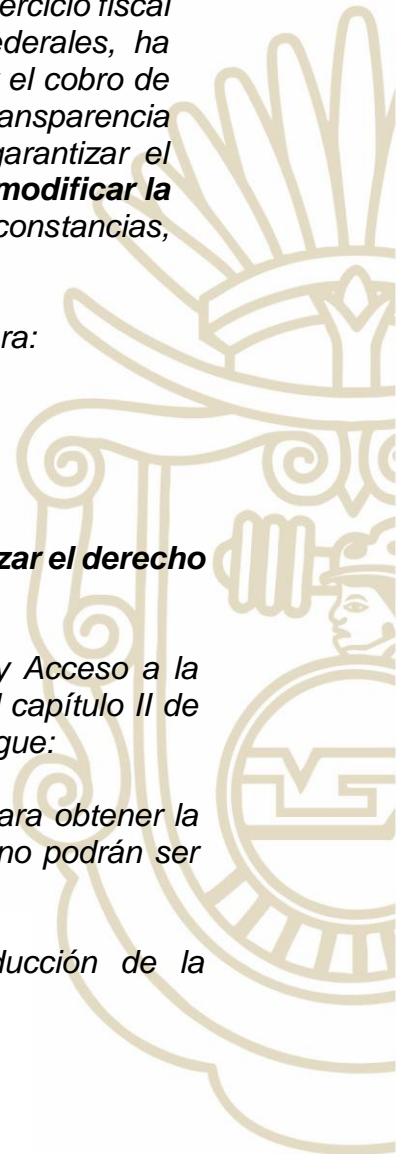 ercicio fiscal
ederales, ha
el cobro de
ransparencia
garantizar el
modificar la
constancias,
ra:
zar el derecho
y Acceso a la
l capítulo II de
gue:
ara obtener la
no podrán ser
ducción de la